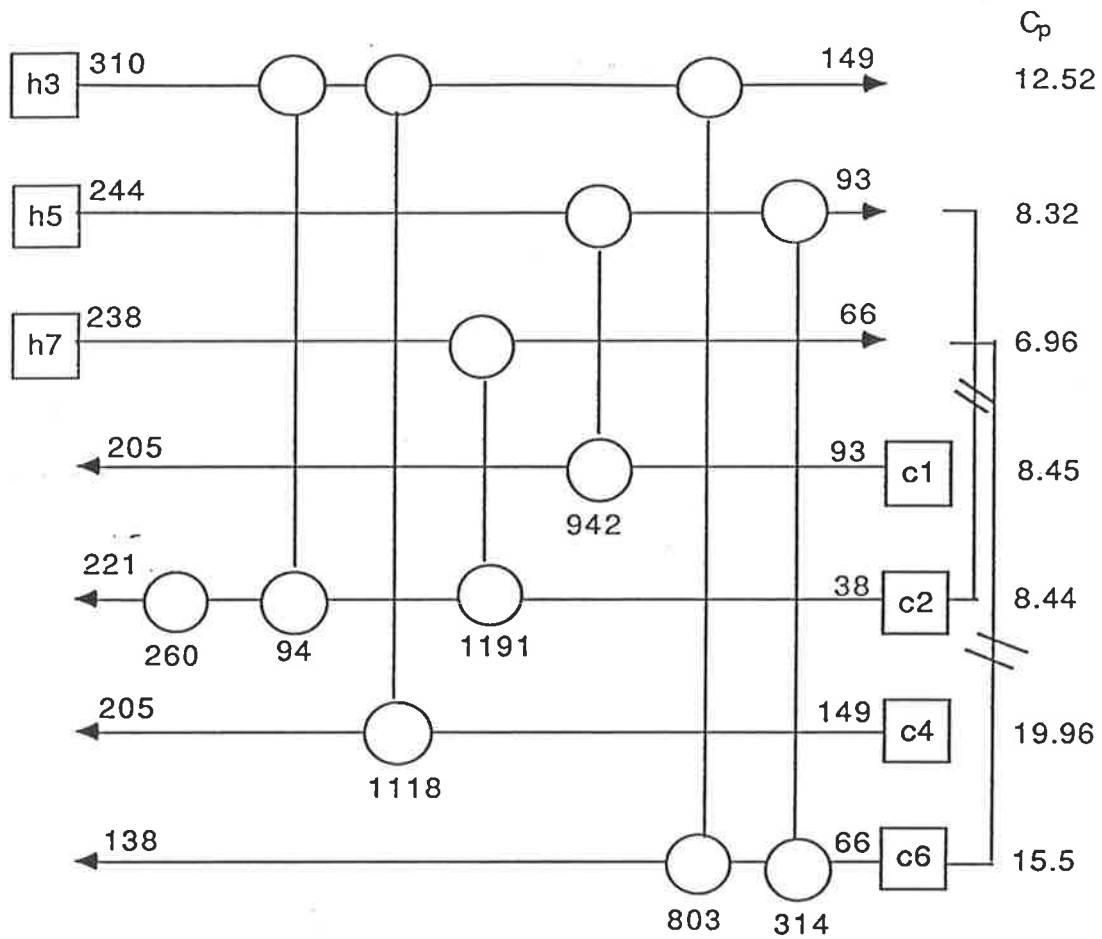 Cp
h3 310 149 12.52
h5 244 93 8.32
h7 238 66 6.96
205 93 c1 8.45
942
221 38 c2 8.44
260 94 1191
205 149 c4 19.96
1118
138 66 c6 15.5
803 314